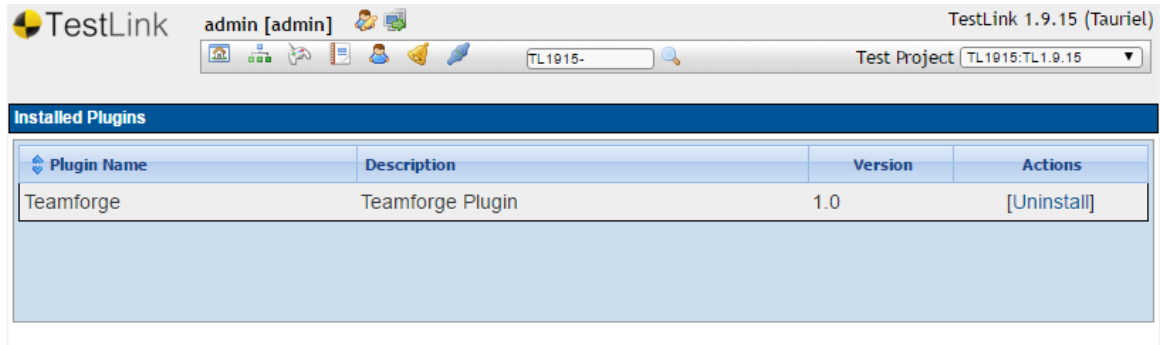 TestLink admin [admin] TestLink 1.9.15 (Tauriel)
TL1915- Test Project TL1915:TL1.9.15
Installed Plugins
Plugin Name Description Version Actions
Teamforge Teamforge Plugin 1.0 [Uninstall]